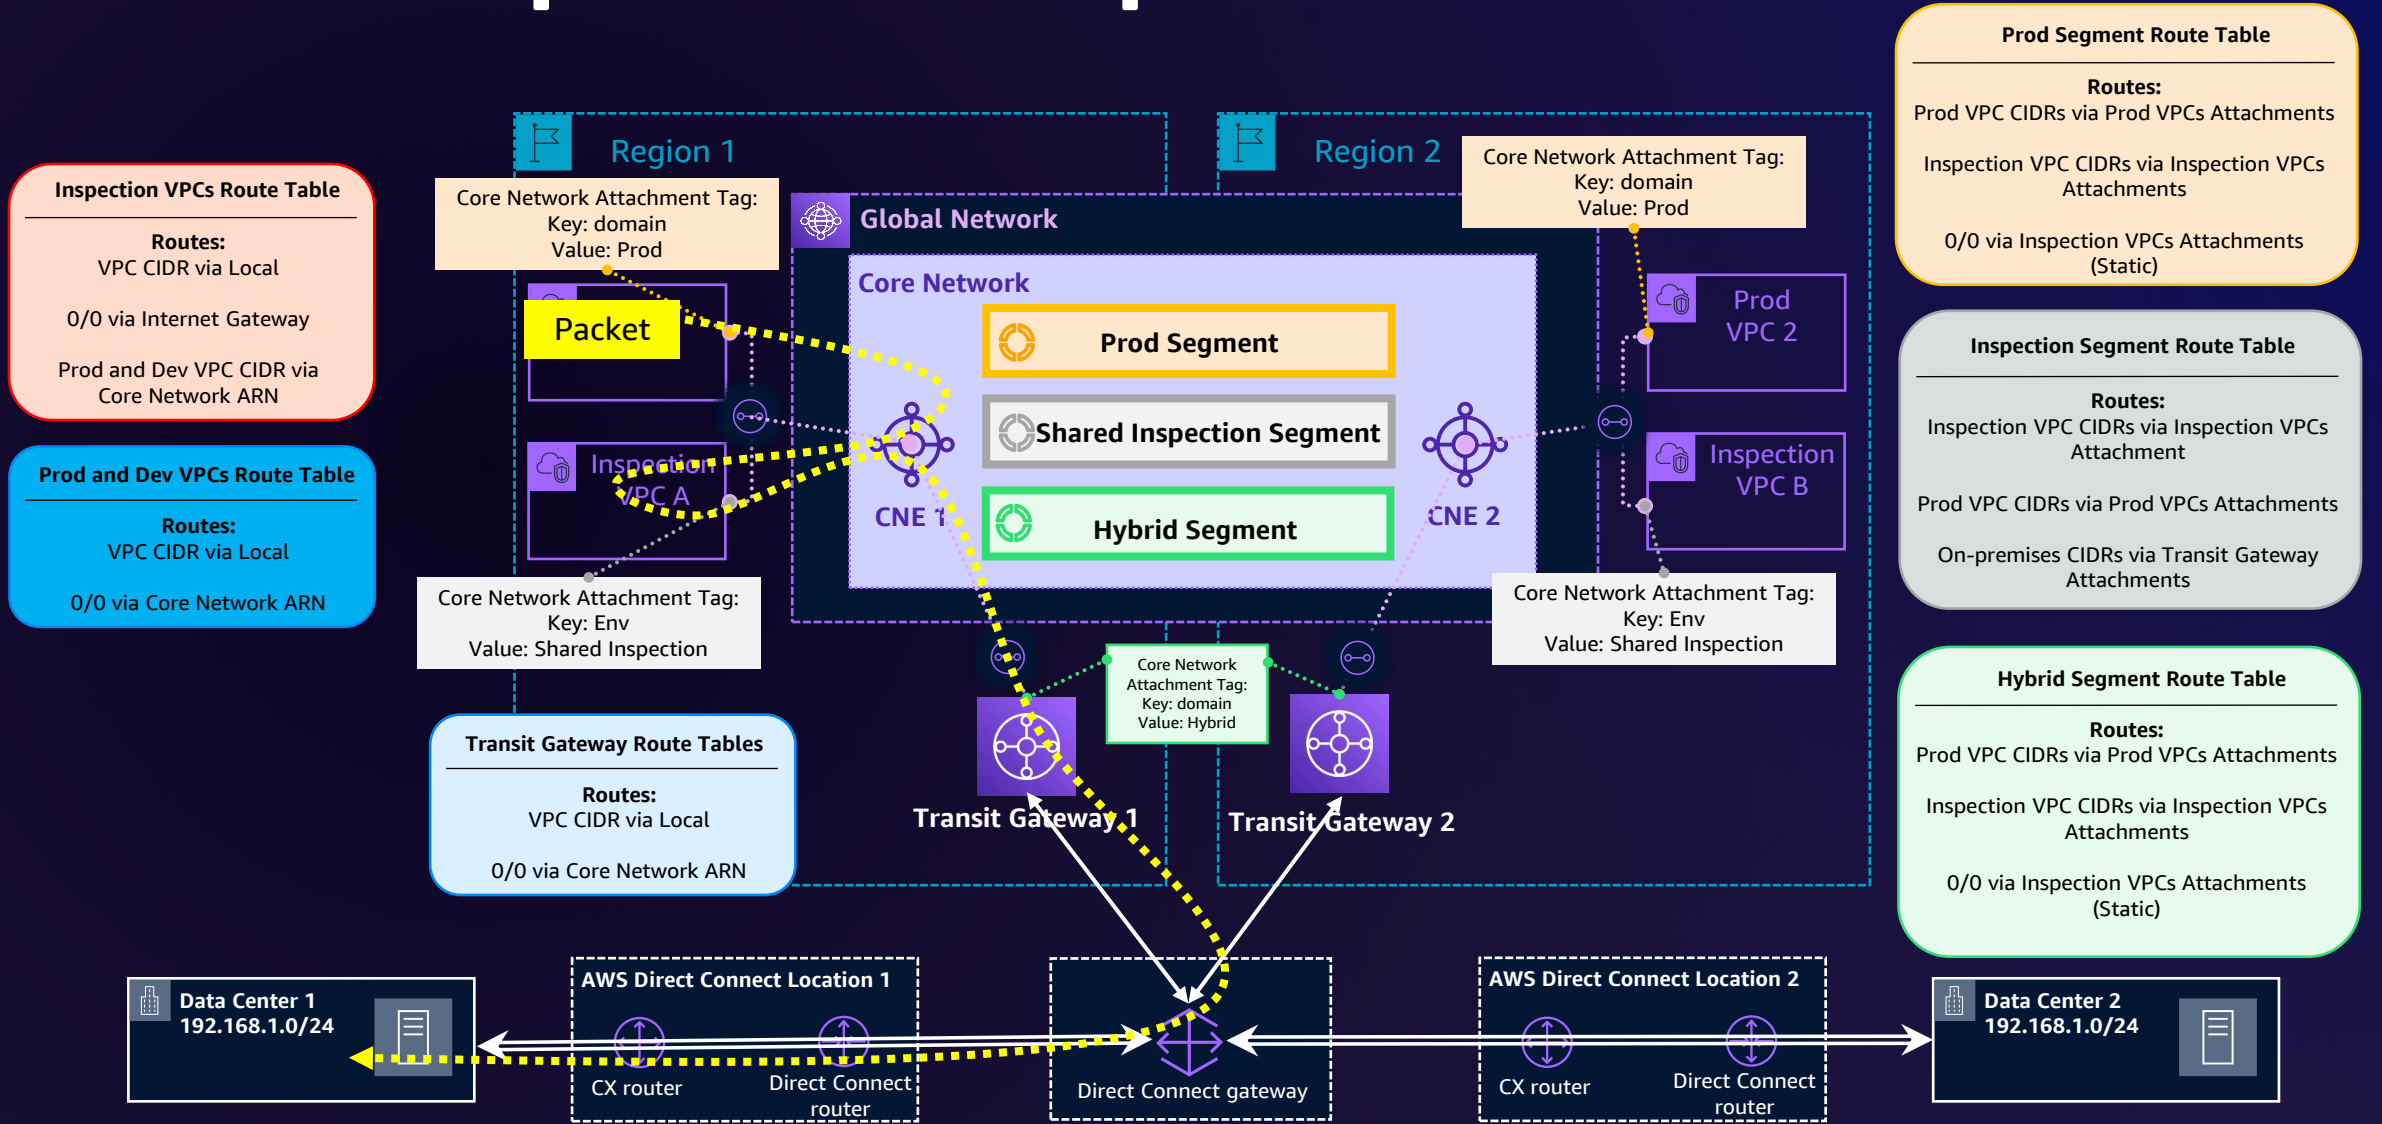 Inspection VPCs Route Table
Routes:
VPC CIDR via Local
0/0 via Internet Gateway
Prod and Dev VPC CIDR via
Core Network ARN
Prod and Dev VPCs Route Table
Routes:
VPC CIDR via Local
0/0 via Core Network ARN
Region 1
Core Network Attachment Tag:
Key: domain
Value: Prod
Packet
Inspection
VPC A
Core Network Attachment Tag:
Key: Env
Value: Shared Inspection
Transit Gateway Route Tables
Routes:
VPC CIDR via Local
0/0 via Core Network ARN
Global Network
Core Network
Prod Segment
Shared Inspection Segment
Hybrid Segment
CNE 1
CNE 2
Region 2
Core Network Attachment Tag:
Key: domain
Value: Prod
Prod
VPC 2
Inspection
VPC B
Core Network Attachment Tag:
Key: Env
Value: Shared Inspection
Core Network
Attachment Tag:
Key: domain
Value: Hybrid
Transit Gateway 1
Transit Gateway 2
Prod Segment Route Table
Routes:
Prod VPC CIDRs via Prod VPCs Attachments
Inspection VPC CIDRs via Inspection VPCs
Attachments
0/0 via Inspection VPCs Attachments
(Static)
Inspection Segment Route Table
Routes:
Inspection VPC CIDRs via Inspection VPCs
Attachment
Prod VPC CIDRs via Prod VPCs Attachments
On-premises CIDRs via Transit Gateway
Attachments
Hybrid Segment Route Table
Routes:
Prod VPC CIDRs via Prod VPCs Attachments
Inspection VPC CIDRs via Inspection VPCs
Attachments
0/0 via Inspection VPCs Attachments
(Static)
Data Center 1
192.168.1.0/24
AWS Direct Connect Location 1
CX router
Direct Connect
router
Direct Connect gateway
AWS Direct Connect Location 2
CX router
Direct Connect
router
Data Center 2
192.168.1.0/24